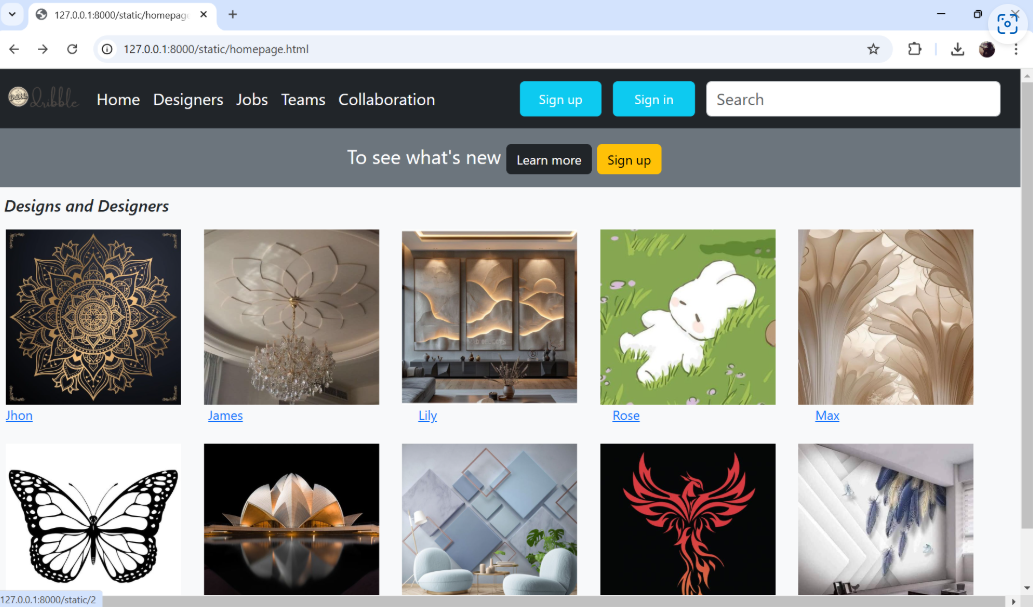 127.0.0.1:8000/static/homepage
127.0.0.1:8000/static/homepage.html
dribble Home Designers Jobs Teams Collaboration Sign up Sign in Search
To see what's new Learn more Sign up
Designs and Designers
Jhon James Lily Rose Max
127.0.0.1:8000/static/2